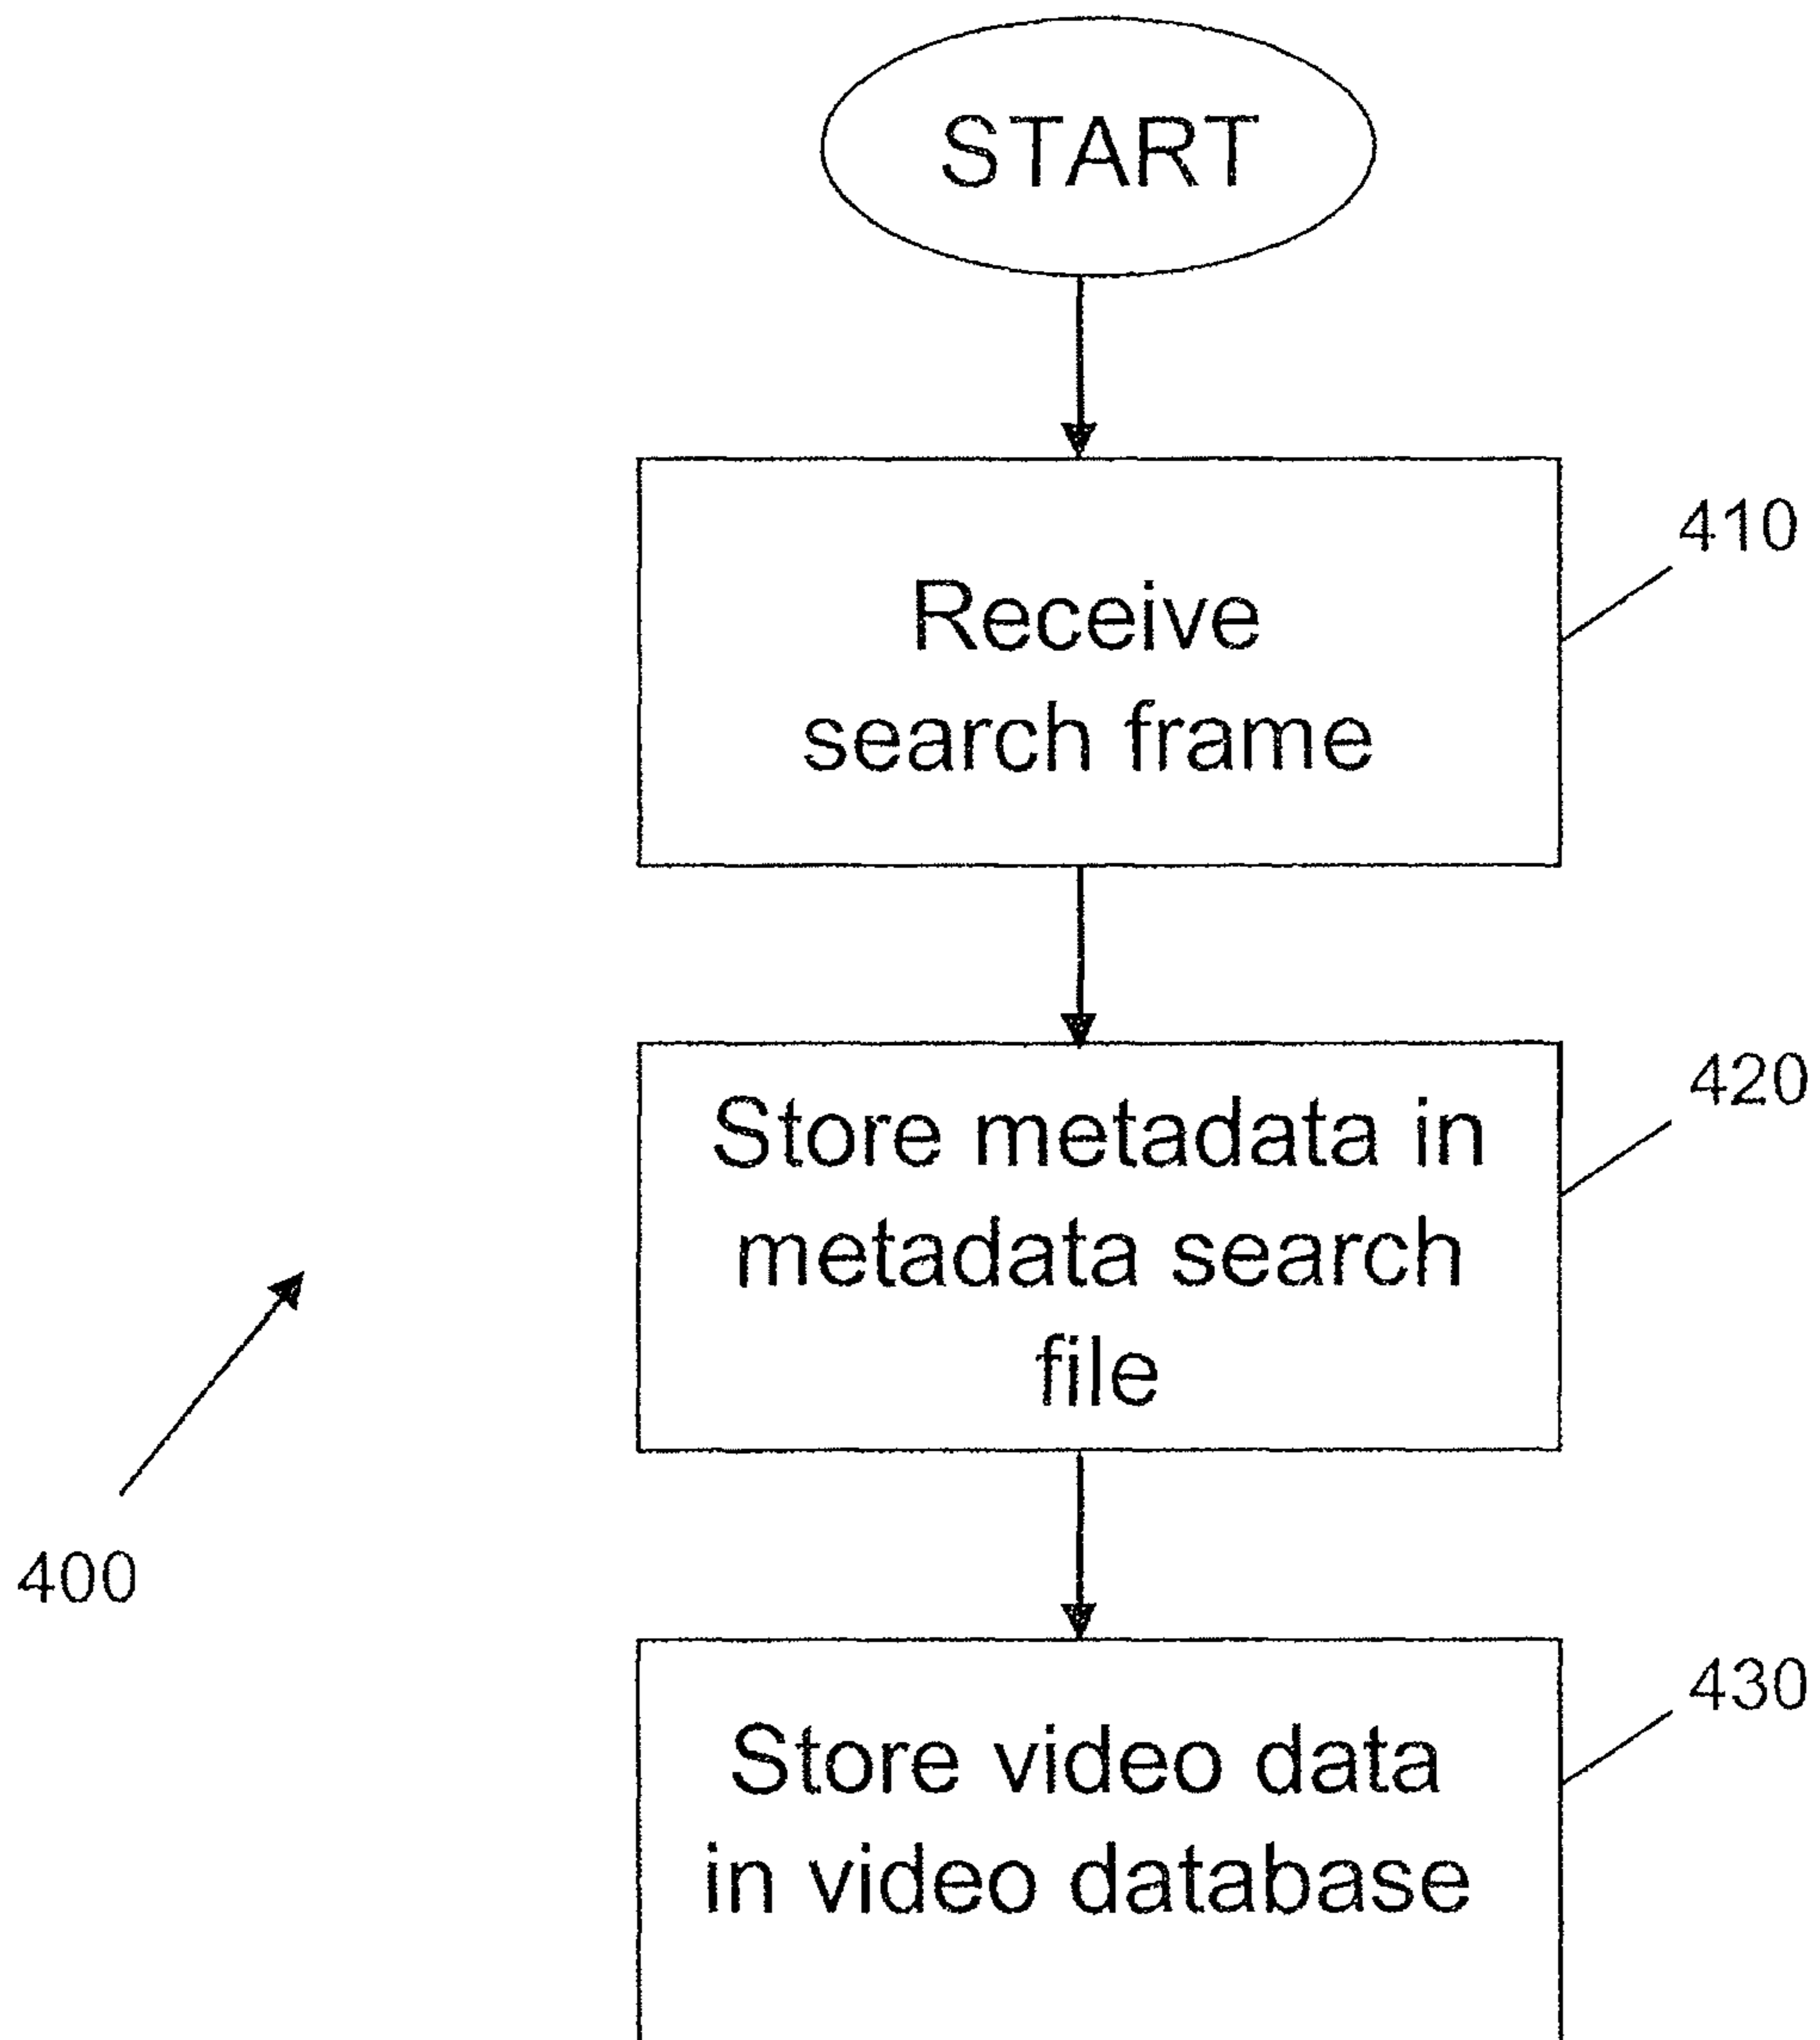 START
410
Receive
search frame
420
Store metadata in
metadata search
file
400
430
Store video data
in video database